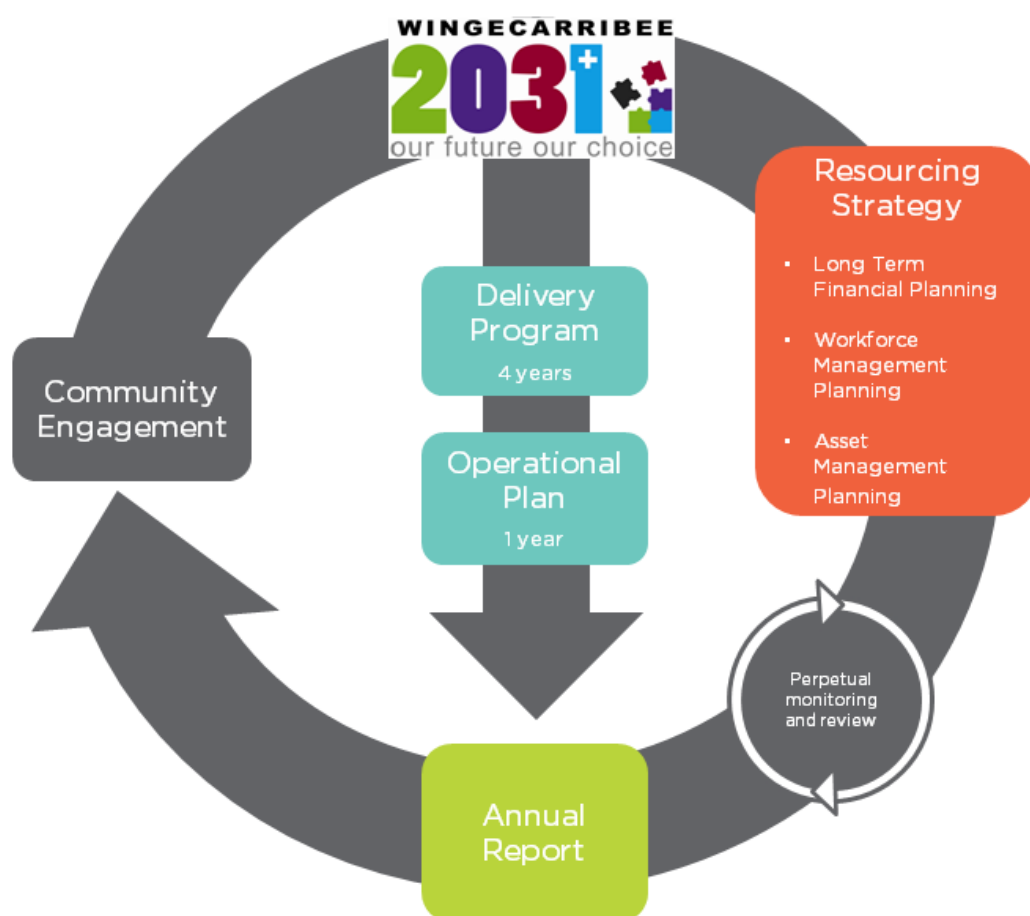 WINGECARRIBEE
2031+
our future our choice
Resourcing
Strategy
▪ Long Term
Financial Planning
▪ Workforce
Management
Planning
▪ Asset
Management
Planning
Delivery
Program
4 years
Community
Engagement
Operational
Plan
1 year
Perpetual
monitoring
and review
Annual
Report